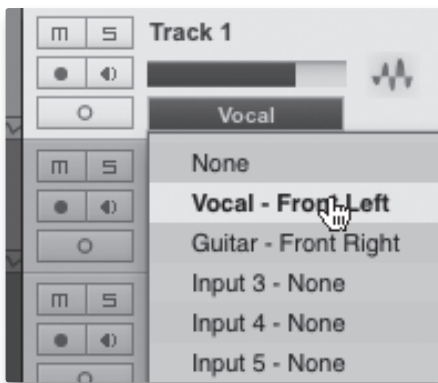 m S Track 1
Vocal
None
m S Vocal - Front Left
Guitar - Front Right
Input 3 - None
m S Input 4 - None
Input 5 - None